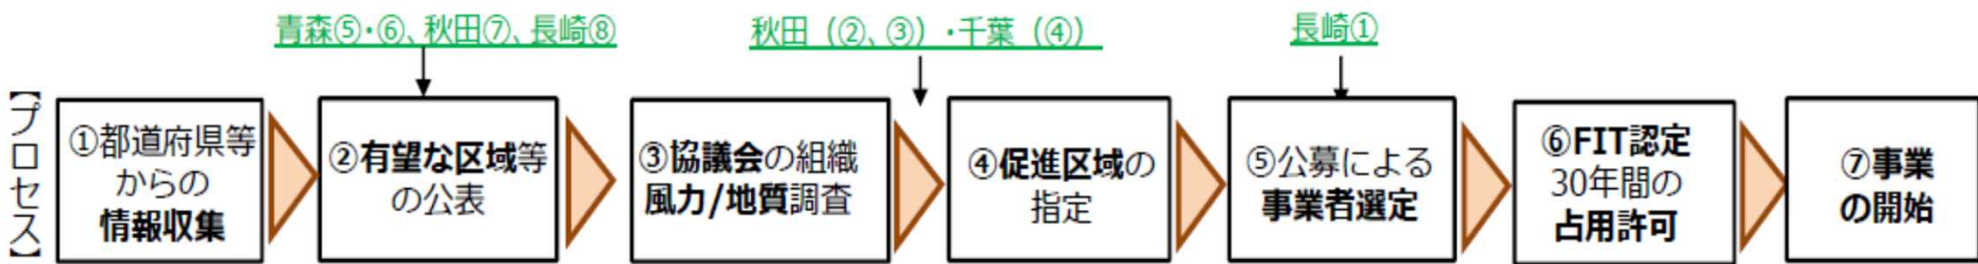 青森⑤・⑥、秋田⑦、長崎⑧
秋田（②、③）・千葉（④）
長崎①
【プロセス】
①都道府県等
からの
情報収集
②有望な区域等
の公表
③協議会の組織
風力/地質調査
④促進区域の
指定
⑤公募による
事業者選定
⑥FIT認定
30年間の
占用許可
⑦事業
の開始